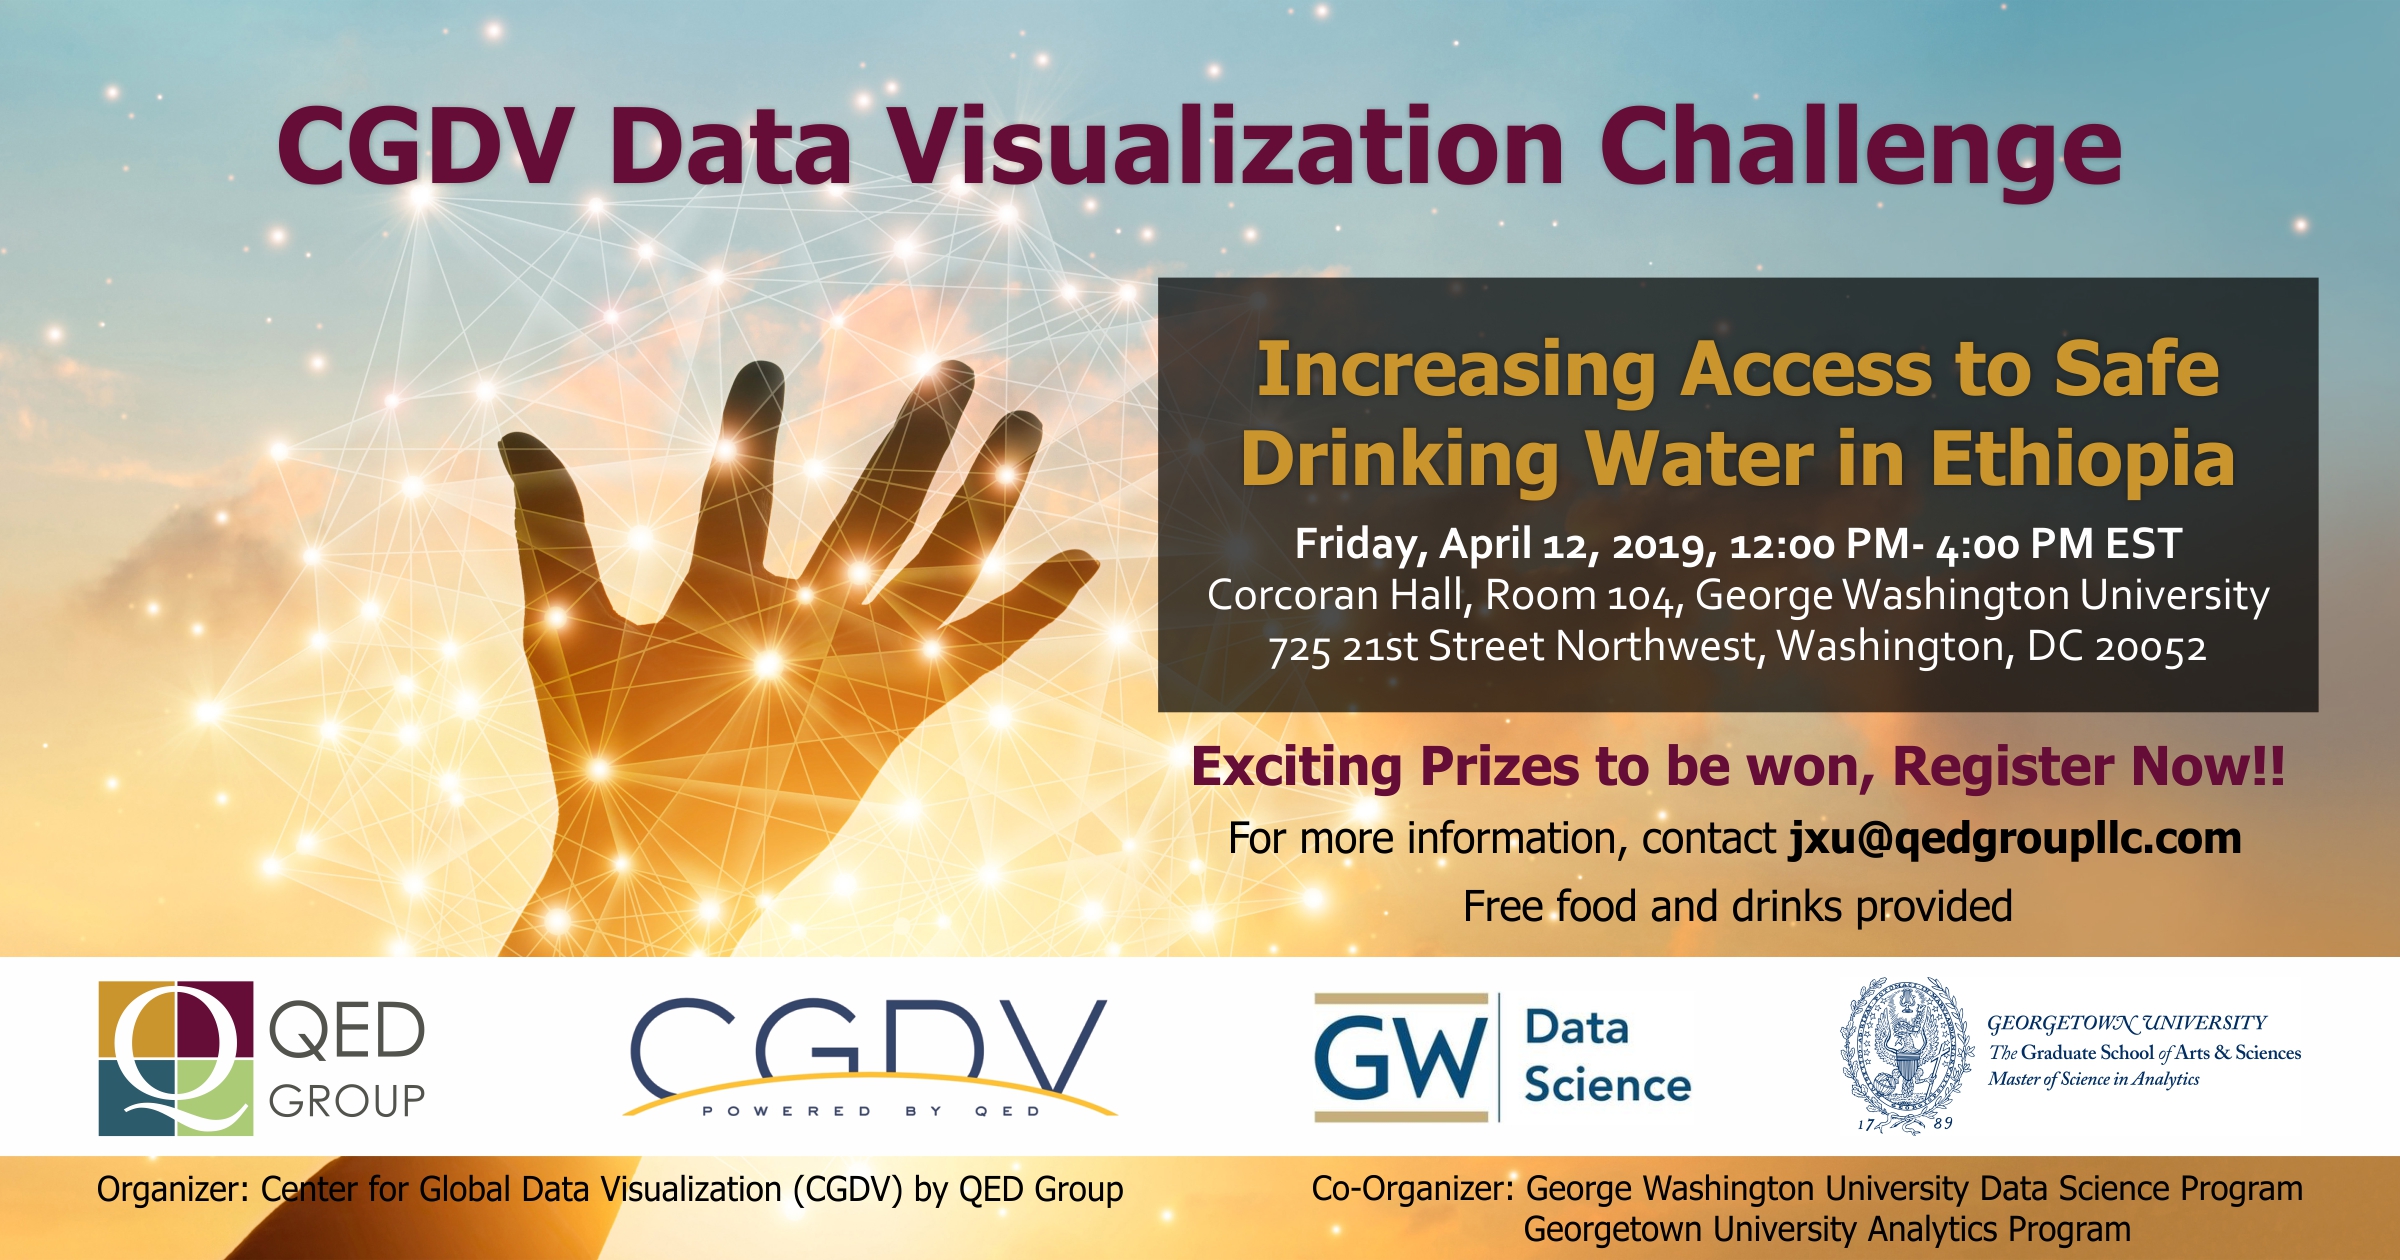 CGDV Data Visualization Challenge
Increasing Access to Safe
Drinking Water in Ethiopia
Friday, April 12, 2019, 12:00 PM- 4:00 PM EST
Corcoran Hall, Room 104, George Washington University
725 21st Street Northwest, Washington, DC 20052
Exciting Prizes to be won, Register Now!!
For more information, contact jxu@qedgroupllc.com
Free food and drinks provided
Q
QED
GROUP
CGDV
POWERED BY QED
GW
Data
Science
GEORGETOWN UNIVERSITY
The Graduate School of Arts & Sciences
Master of Science in Analytics
17 89
Organizer: Center for Global Data Visualization (CGDV) by QED Group
Co-Organizer: George Washington University Data Science Program
Georgetown University Analytics Program